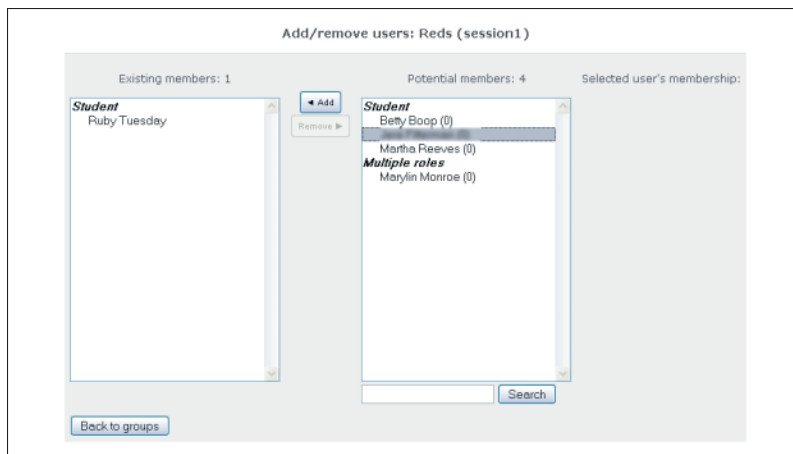 Add/remove users: Reds (session1)
Existing members: 1
Potential members: 4
Selected user's membership:
Student
Ruby Tuesday
◄ Add
Remove ►
Student
Betty Boop (0)
Martha Reeves (0)
Multiple roles
Marylin Monroe (0)
Search
Back to groups